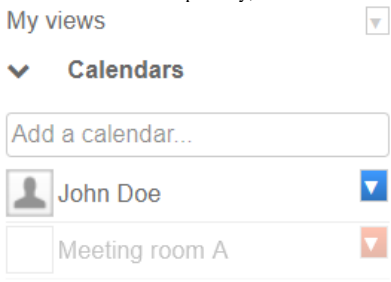 My views
Calendars
Add a calendar...
John Doe
Meeting room A